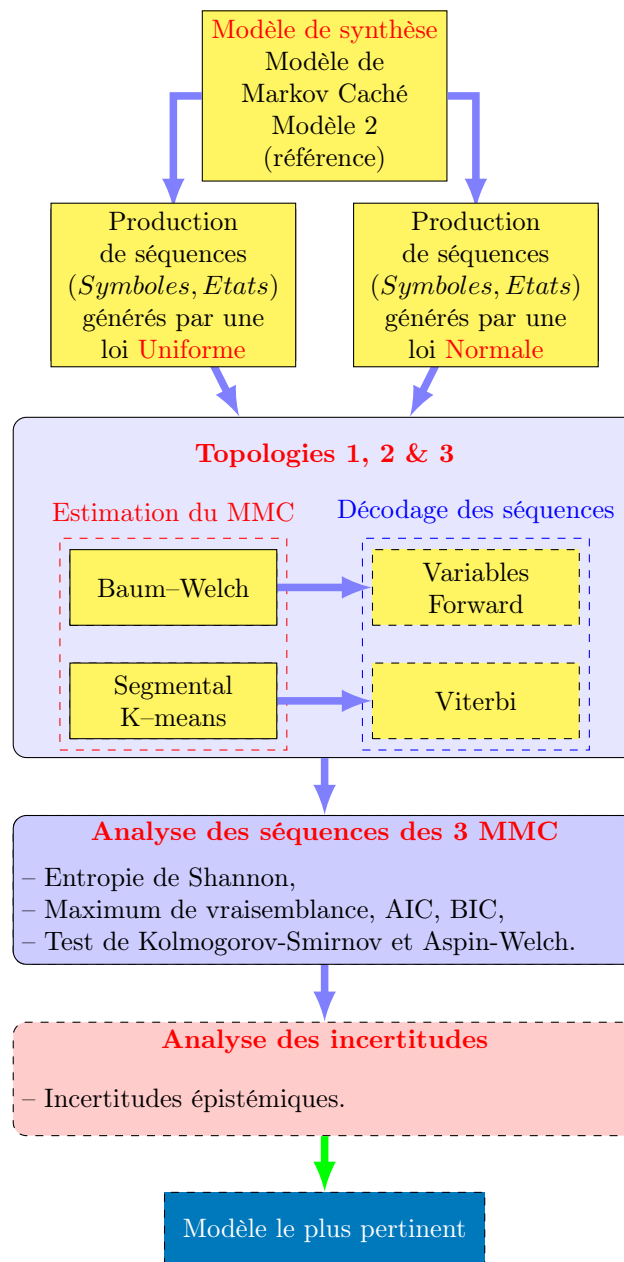 Modèle de synthèse
Modèle de
Markov Caché
Modèle 2
(référence)
Production
de séquences
(Symboles, Etats)
générés par une
loi Uniforme
Production
de séquences
(Symboles, Etats)
générés par une
loi Normale
Topologies 1, 2 & 3
Estimation du MMC
Décodage des séquences
Baum–Welch
Variables
Forward
Segmental
K–means
Viterbi
Analyse des séquences des 3 MMC
– Entropie de Shannon,
– Maximum de vraisemblance, AIC, BIC,
– Test de Kolmogorov-Smirnov et Aspin-Welch.
Analyse des incertitudes
– Incertitudes épistémiques.
Modèle le plus pertinent